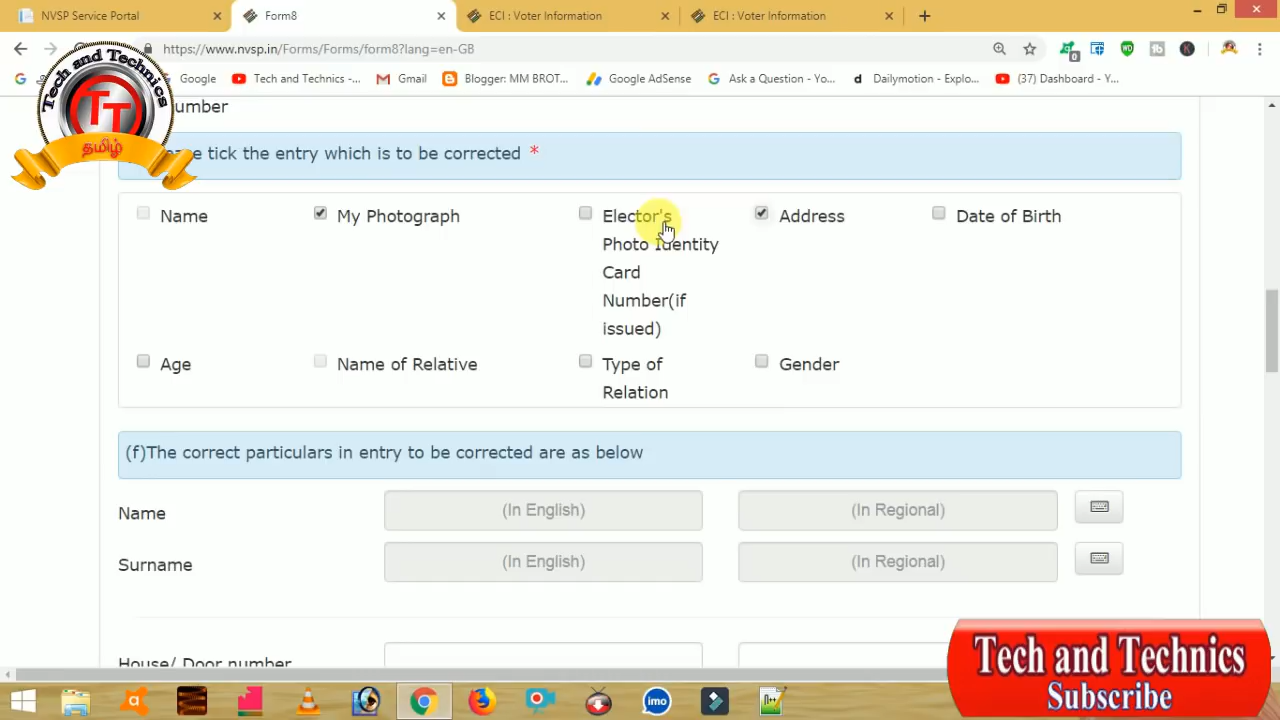 NVSP Service Portal
Form8
ECI : Voter Information
ECI : Voter Information
https://www.nvsp.in/Forms/Forms/form8?lang=en-GB
Google
Tech and Technics -...
Gmail
Blogger: MM BROT...
Google AdSense
Ask a Question - Yo...
Dailymotion - Explo...
(37) Dashboard - Y...
Tech and Technics
TT
தமிழ்
umber
tick the entry which is to be corrected *
Name
My Photograph
Elector's
Photo Identity
Card
Number(if
issued)
Address
Date of Birth
Age
Name of Relative
Type of
Relation
Gender
(f)The correct particulars in entry to be corrected are as below
Name
(In English)
(In Regional)
Surname
(In English)
(In Regional)
House/ Door number
Tech and Technics
Subscribe
imo